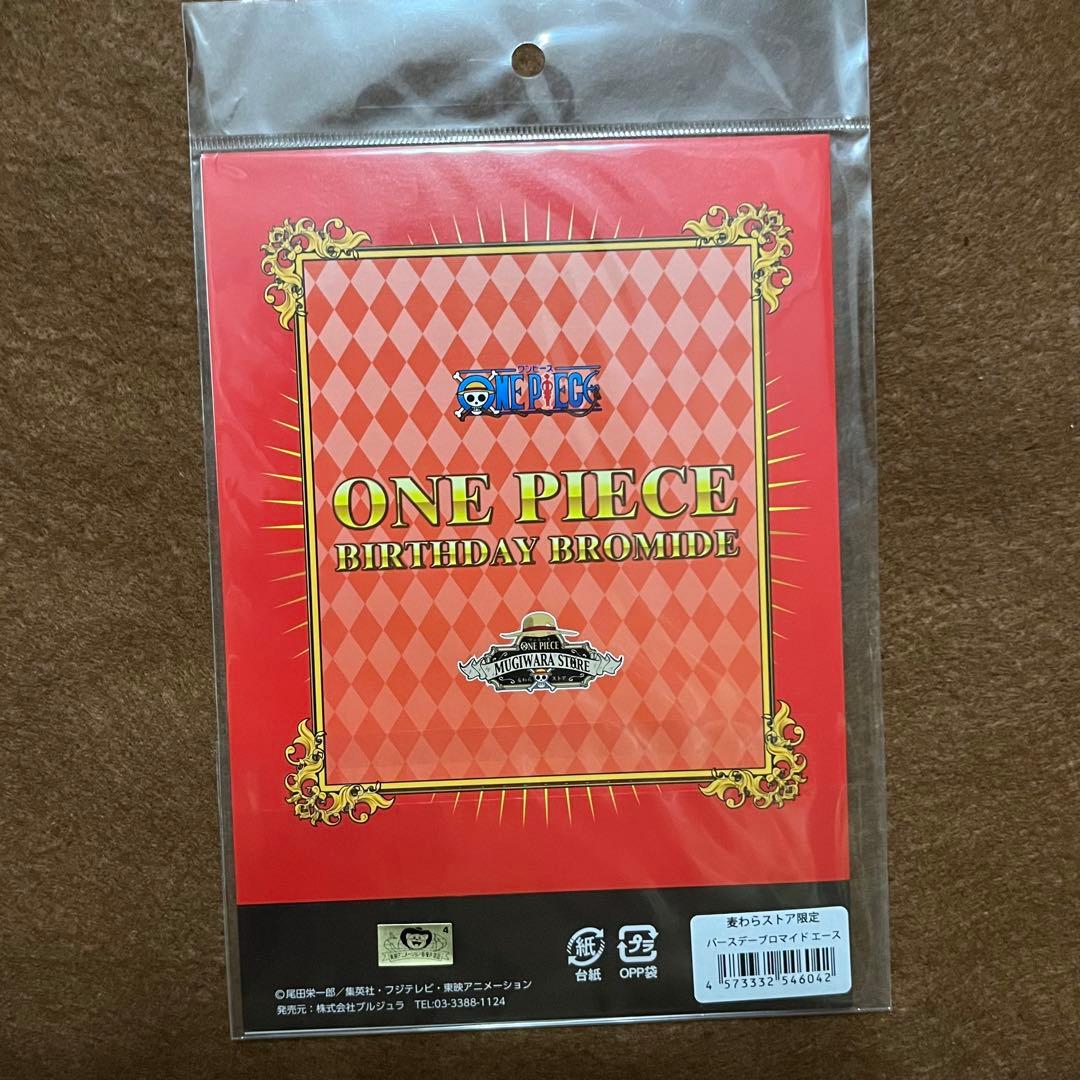 ワンピース
ONE PIECE
ONE PIECE
BIRTHDAY BROMIDE
ONE PIECE
MUGIWARA STORE
麦わらストア限定
バースデーブロマイド エース
4 573332 546042
4
紙
台紙
プラ
OPP袋
©尾田栄一郎/集英社・フジテレビ・東映アニメーション
発売元:株式会社ブルジュラ TEL:03-3388-1124